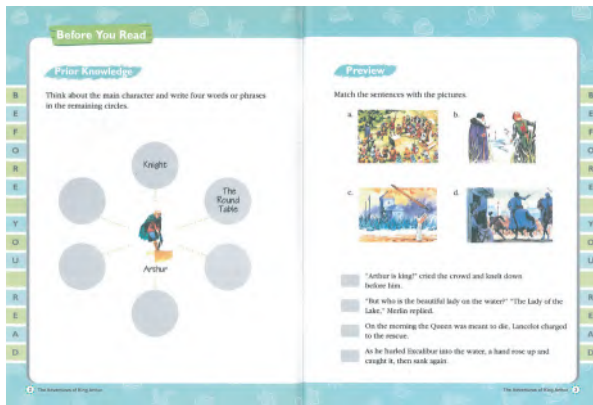 Before You Read
Prior Knowledge
Think about the main character and write four words or phrases
in the remaining circles.
Knight
The
Round
Table
Arthur
B
E
F
O
R
E
Y
O
U
R
E
A
D
2 The Adventures of King Arthur
Preview
Match the sentences with the pictures.
a.
b.
c.
d.
"Arthur is king!" cried the crowd and knelt down
before him.
"But who is the beautiful lady on the water?" "The Lady of the
Lake," Merlin replied.
On the morning the Queen was meant to die, Lancelot charged
to the rescue.
As he hurled Excalibur into the water, a hand rose up and
caught it, then sank again.
B
E
F
O
R
E
Y
O
U
R
E
A
D
The Adventures of King Arthur 3